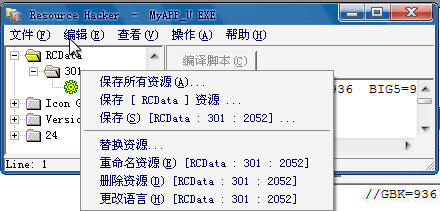 Resource Hacker - MyAPP_U.EXE
文件(F) 编辑(E) 查看(V) 操作(A) 帮助(H)
RCData
编译脚本(C)
301
936 BIG5=9
保存所有资源(A)...
Icon G
保存 [ RCData ] 资源 ...
Versio
保存(S) [RCData : 301 : 2052] ...
24
替换资源...
Line: 1
重命名资源(R) [RCData : 301 : 2052]
删除资源(D) [RCData : 301 : 2052]
//GBK=936
更改语言(H) [RCData : 301 : 2052]